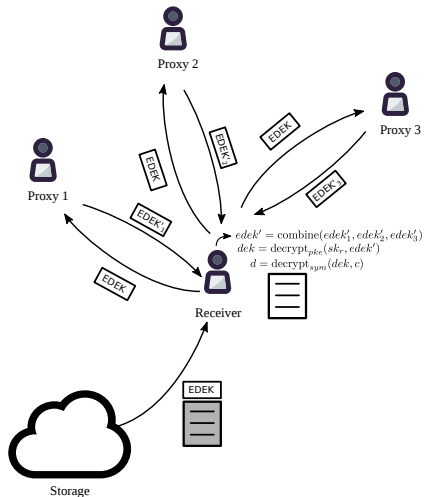 Proxy 2
Proxy 3
EDEK
EDEK'₂
EDEK
EDEK'₃
Proxy 1
EDEK'₁
EDEK
edek′ = combine(edek′₁, edek′₂, edek′₃)
dek = decrypt_pke(sk_r, edek′)
d = decrypt_sym(dek, c)
Receiver
EDEK
Storage